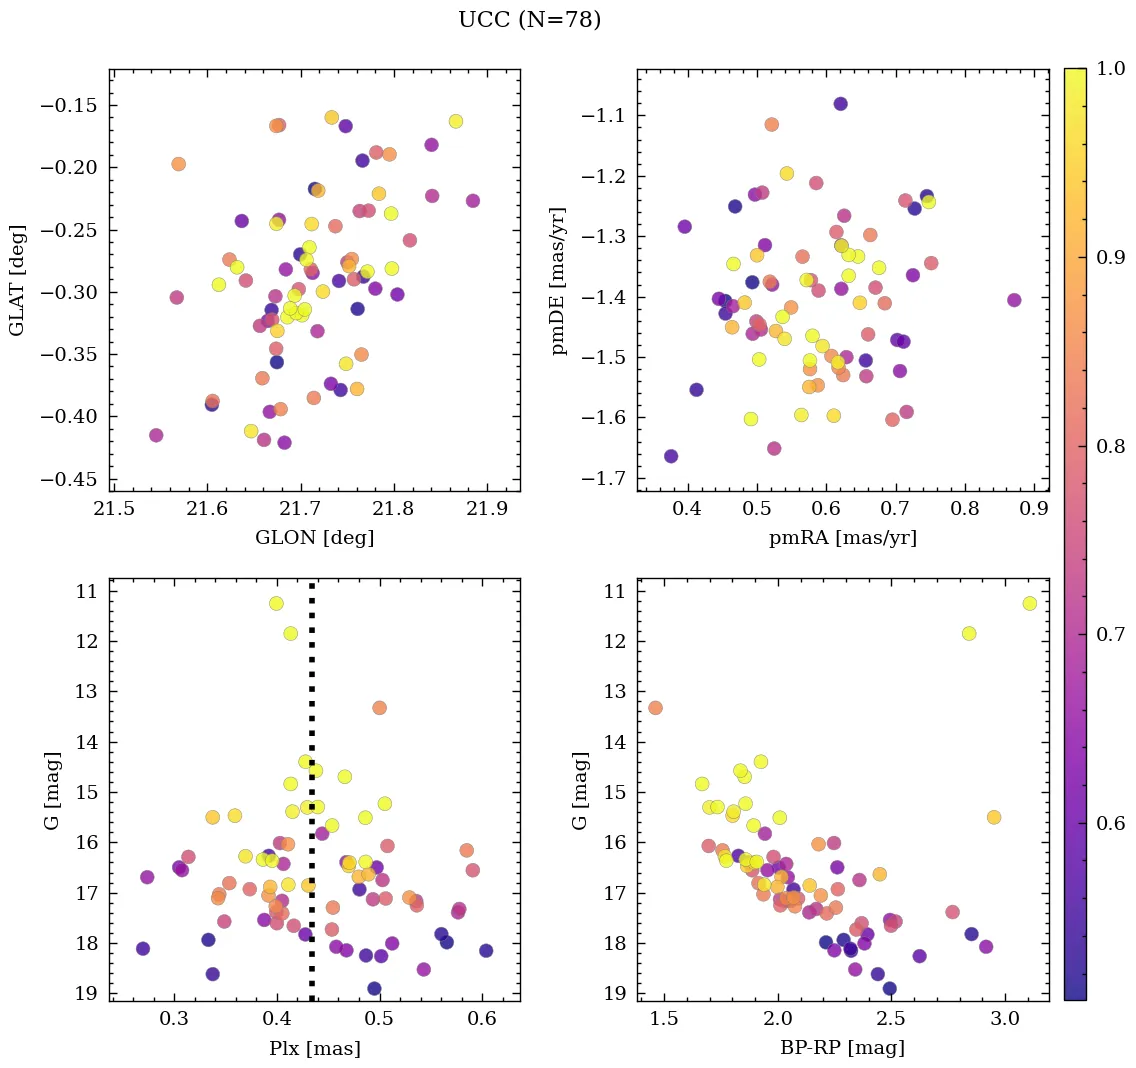 UCC (N=78)
−0.15
−0.20
−0.25
−0.30
−0.35
−0.40
−0.45
GLAT [deg]
21.5 21.6 21.7 21.8 21.9
GLON [deg]
−1.1
−1.2
−1.3
−1.4
−1.5
−1.6
−1.7
pmDE [mas/yr]
0.4 0.5 0.6 0.7 0.8 0.9
pmRA [mas/yr]
11
12
13
14
15
16
17
18
19
G [mag]
0.3 0.4 0.5 0.6
Plx [mas]
11
12
13
14
15
16
17
18
19
G [mag]
1.5 2.0 2.5 3.0
BP-RP [mag]
1.0
0.9
0.8
0.7
0.6